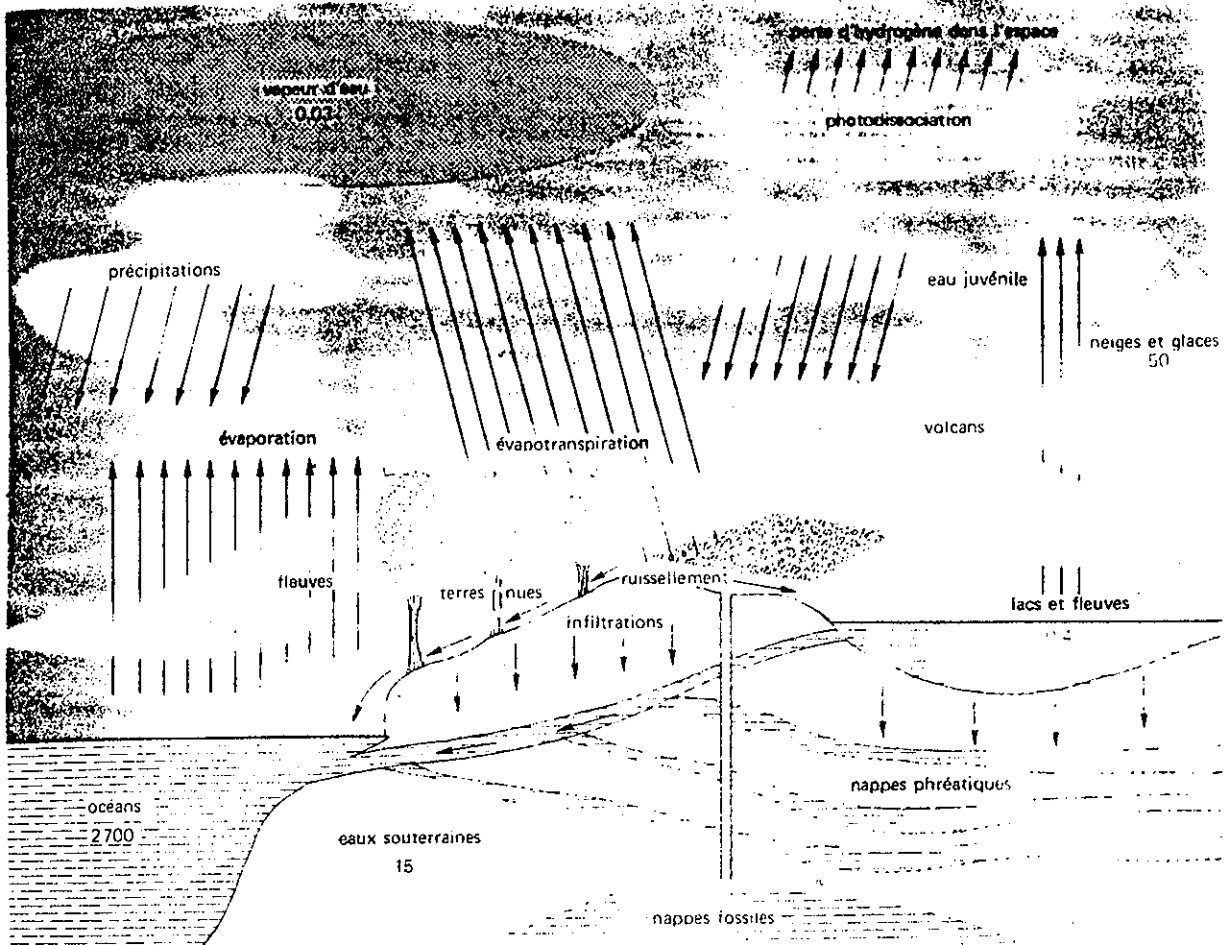 perte d'hydrogène dans l'espace
vapeur d'eau
0.03
photodissociation
précipitations
eau juvénile
neiges et glaces
50
évaporation
évapotranspiration
volcans
fleuves
terres nues
ruissellement
infiltrations
lacs et fleuves
océans
2700
eaux souterraines
15
nappes phréatiques
nappes fossiles